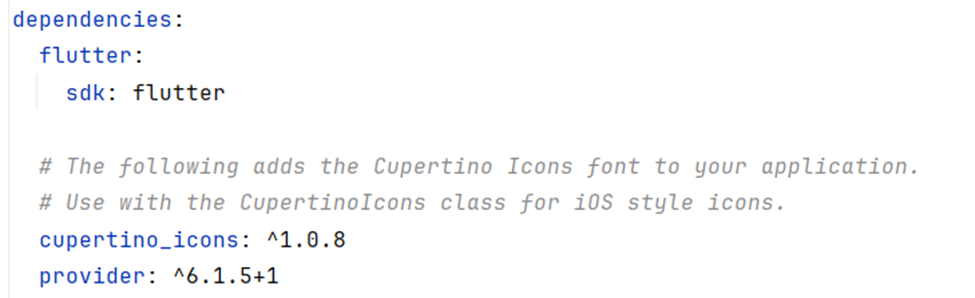 dependencies:
flutter:
sdk: flutter
# The following adds the Cupertino Icons font to your application.
# Use with the CupertinoIcons class for iOS style icons.
cupertino_icons: ^1.0.8
provider: ^6.1.5+1